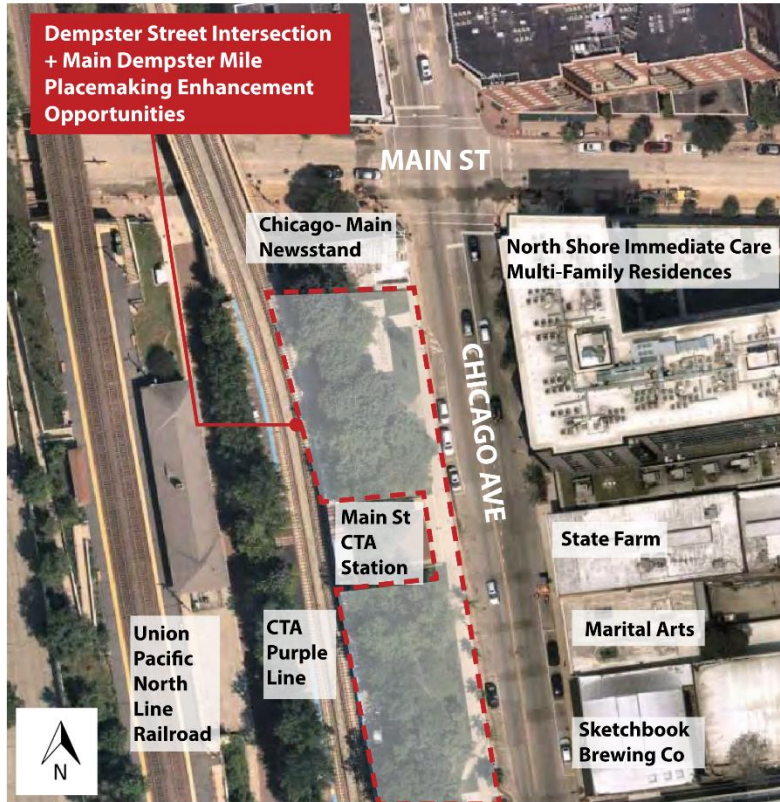 Dempster Street Intersection
+ Main Dempster Mile
Placemaking Enhancement
Opportunities
MAIN ST
Chicago- Main
Newsstand
North Shore Immediate Care
Multi-Family Residences
CHICAGO AVE
Main St
CTA
Station
State Farm
Union
Pacific
North
Line
Railroad
CTA
Purple
Line
Marital Arts
Sketchbook
Brewing Co
N